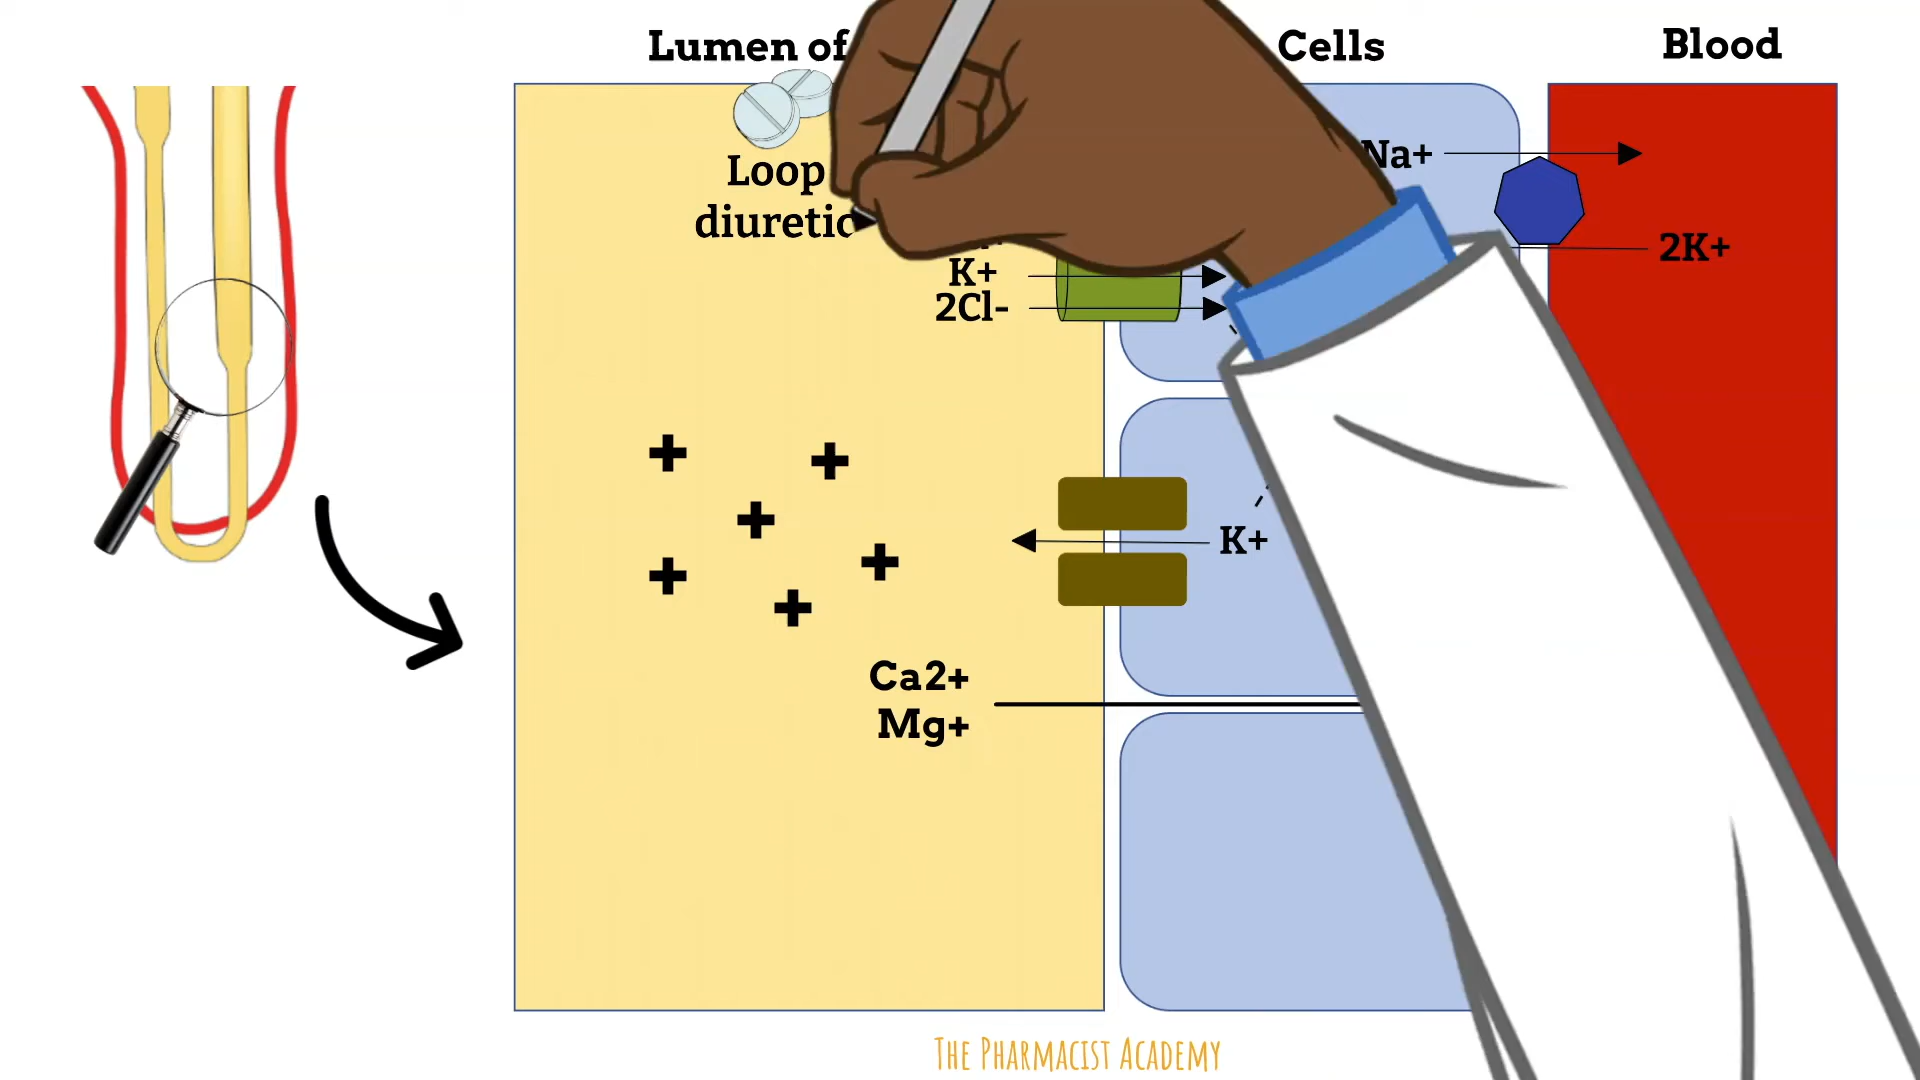 Lumen of
Cells
Blood
Loop
diuretic
Na+
2K+
K+
2Cl-
K+
Ca2+
Mg+
The Pharmacist Academy